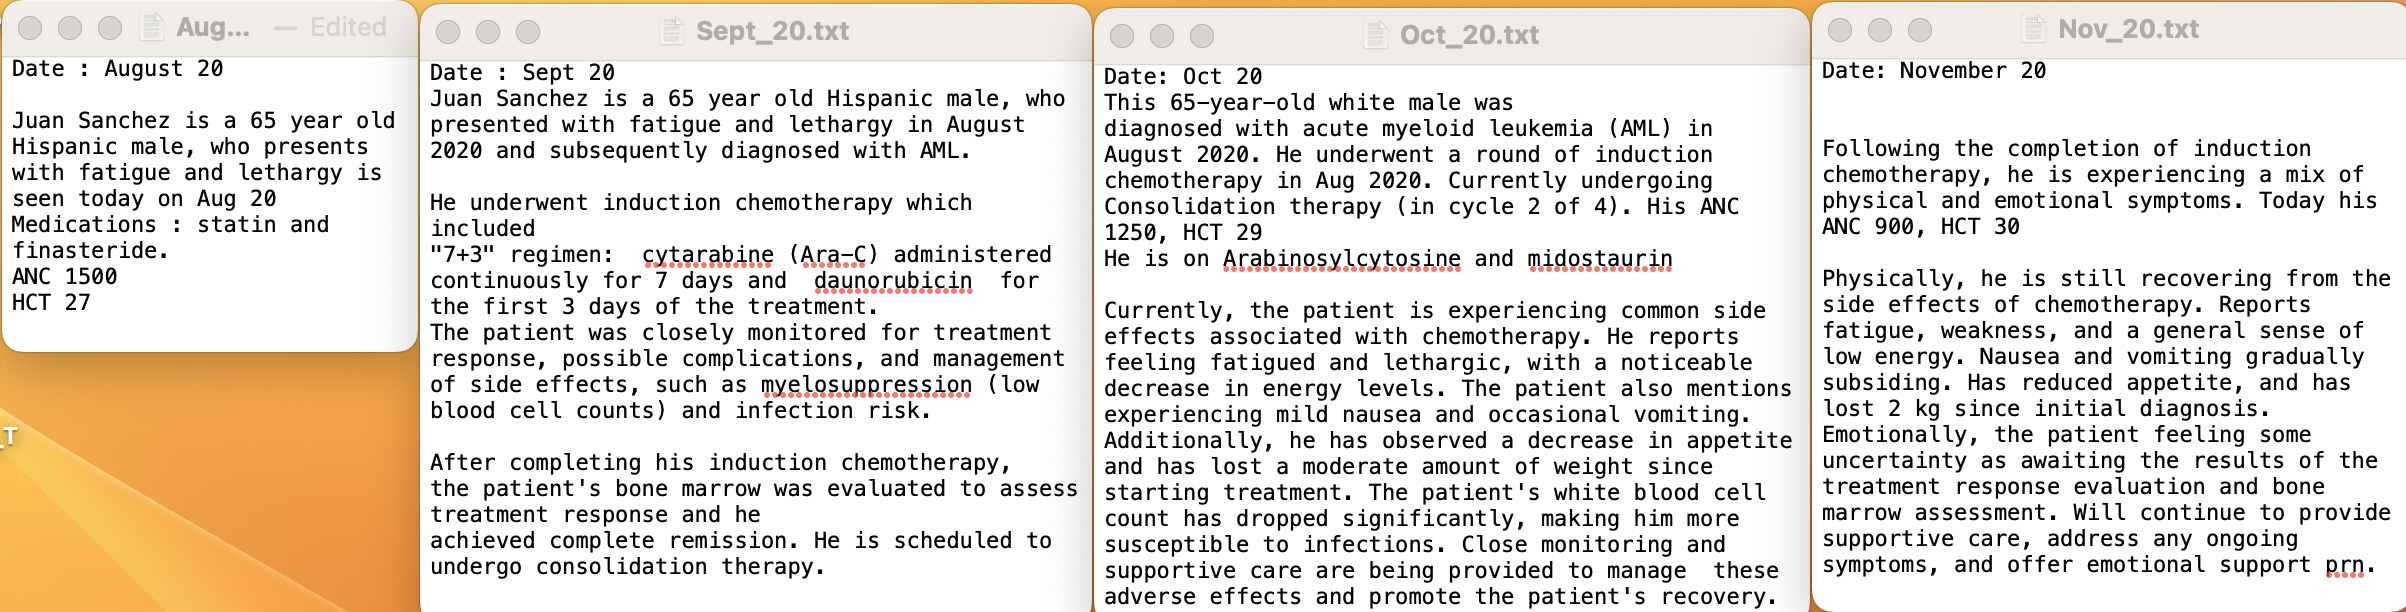 Aug... — Edited
Date : August 20
Juan Sanchez is a 65 year old
Hispanic male, who presents
with fatigue and lethargy is
seen today on Aug 20
Medications : statin and
finasteride.
ANC 1500
HCT 27
Sept_20.txt
Date : Sept 20
Juan Sanchez is a 65 year old Hispanic male, who
presented with fatigue and lethargy in August
2020 and subsequently diagnosed with AML.
He underwent induction chemotherapy which
included
"7+3" regimen:  cytarabine (Ara-C) administered
continuously for 7 days and  daunorubicin  for
the first 3 days of the treatment.
The patient was closely monitored for treatment
response, possible complications, and management
of side effects, such as myelosuppression (low
blood cell counts) and infection risk.
After completing his induction chemotherapy,
the patient's bone marrow was evaluated to assess
treatment response and he
achieved complete remission. He is scheduled to
undergo consolidation therapy.
Oct_20.txt
Date: Oct 20
This 65-year-old white male was
diagnosed with acute myeloid leukemia (AML) in
August 2020. He underwent a round of induction
chemotherapy in Aug 2020. Currently undergoing
Consolidation therapy (in cycle 2 of 4). His ANC
1250, HCT 29
He is on Arabinosylcytosine and midostaurin
Currently, the patient is experiencing common side
effects associated with chemotherapy. He reports
feeling fatigued and lethargic, with a noticeable
decrease in energy levels. The patient also mentions
experiencing mild nausea and occasional vomiting.
Additionally, he has observed a decrease in appetite
and has lost a moderate amount of weight since
starting treatment. The patient's white blood cell
count has dropped significantly, making him more
susceptible to infections. Close monitoring and
supportive care are being provided to manage  these
adverse effects and promote the patient's recovery.
Nov_20.txt
Date: November 20
Following the completion of induction
chemotherapy, he is experiencing a mix of
physical and emotional symptoms. Today his
ANC 900, HCT 30
Physically, he is still recovering from the
side effects of chemotherapy. Reports
fatigue, weakness, and a general sense of
low energy. Nausea and vomiting gradually
subsiding. Has reduced appetite, and has
lost 2 kg since initial diagnosis.
Emotionally, the patient feeling some
uncertainty as awaiting the results of the
treatment response evaluation and bone
marrow assessment. Will continue to provide
supportive care, address any ongoing
symptoms, and offer emotional support prn.
_T